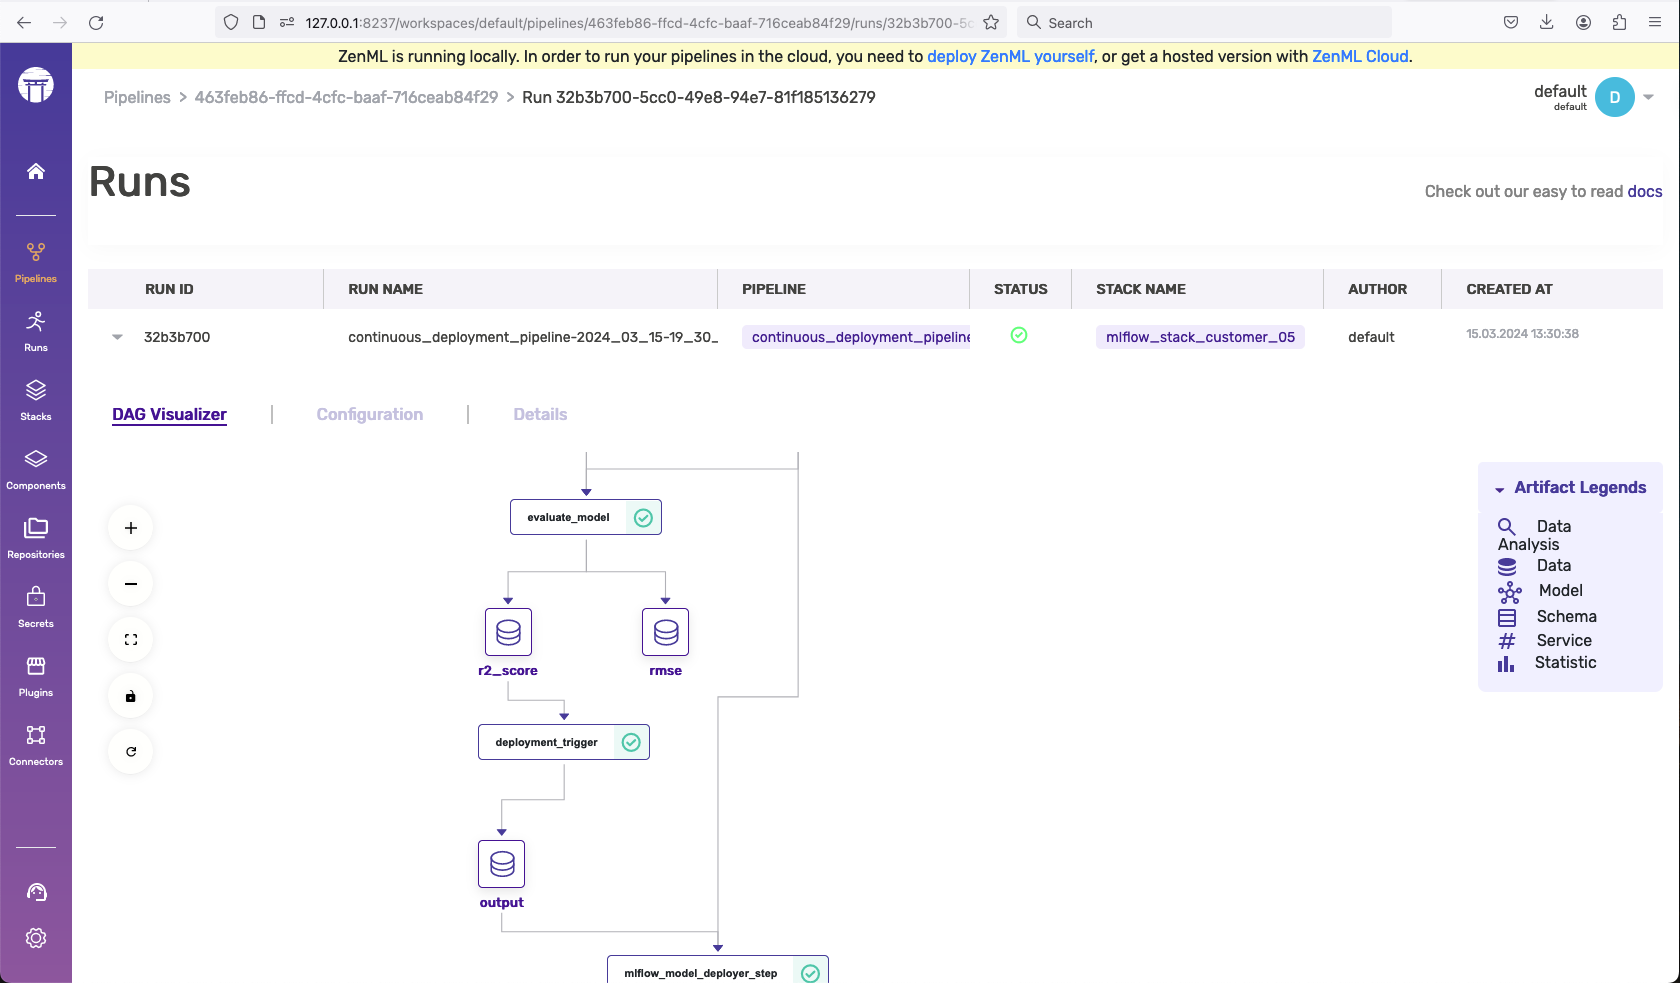 127.0.0.1:8237/workspaces/default/pipelines/463feb86-ffcd-4cfc-baaf-716ceab84f29/runs/32b3b700-5c
Search
ZenML is running locally. In order to run your pipelines in the cloud, you need to deploy ZenML yourself, or get a hosted version with ZenML Cloud.
Pipelines > 463feb86-ffcd-4cfc-baaf-716ceab84f29 > Run 32b3b700-5cc0-49e8-94e7-81f185136279
default
default
D
Runs
Check out our easy to read docs
Pipelines
Runs
Stacks
Components
Repositories
Secrets
Plugins
Connectors
RUN ID RUN NAME PIPELINE STATUS STACK NAME AUTHOR CREATED AT
32b3b700 continuous_deployment_pipeline-2024_03_15-19_30_ continuous_deployment_pipeline mlflow_stack_customer_05 default 15.03.2024 13:30:38
DAG Visualizer | Configuration | Details
evaluate_model
r2_score
rmse
deployment_trigger
output
mlflow_model_deployer_step
Artifact Legends
Data
Analysis
Data
Model
Schema
Service
Statistic